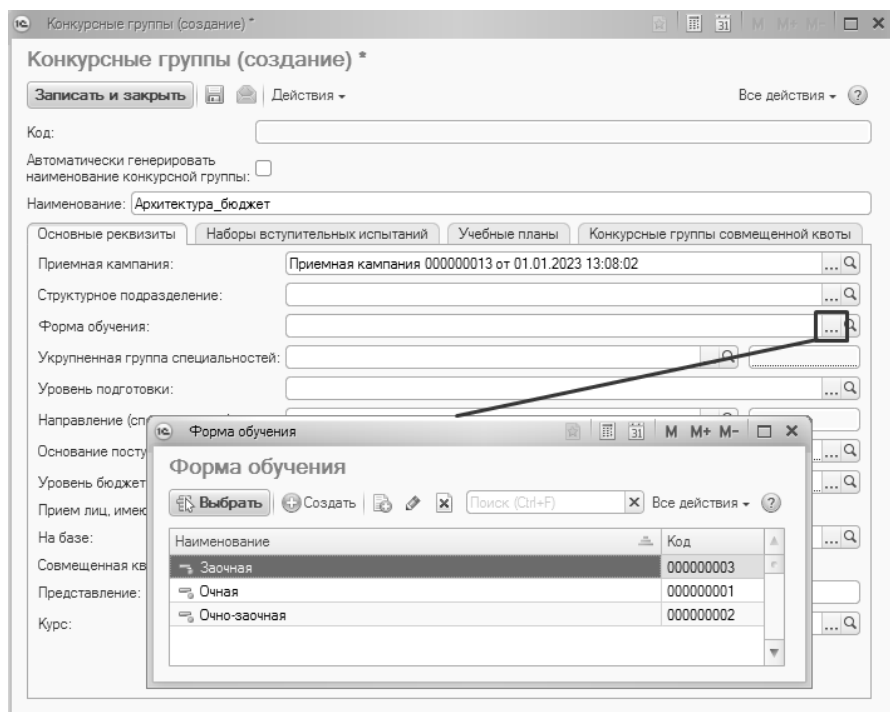 1С Конкурсные группы (создание) * 31 M M+ M-
Конкурсные группы (создание) *
Записать и закрыть Действия Все действия ?
Код:
Автоматически генерировать
наименование конкурсной группы:
Наименование: Архитектура_бюджет
Основные реквизиты Наборы вступительных испытаний Учебные планы Конкурсные группы совмещенной квоты
Приемная кампания: Приемная кампания 000000013 от 01.01.2023 13:08:02 ...
Структурное подразделение: ...
Форма обучения: ...
Укрупненная группа специальностей:
Уровень подготовки: ...
Направление (сп
Основание посту ...
Уровень бюджет ...
Прием лиц, имею
На базе: ...
Совмещенная кв
Представление:
Курс: ...
1С Форма обучения 31 M M+ M-
Форма обучения
Выбрать Создать Поиск (Ctrl+F) Все действия ?
Наименование Код
Заочная 000000003
Очная 000000001
Очно-заочная 000000002